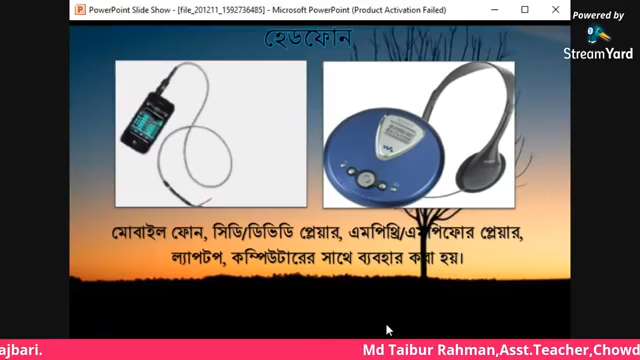 PowerPoint Slide Show - [file_201211_1592736485] - Microsoft PowerPoint (Product Activation Failed)
Powered by
StreamYard
হেডফোন
মোবাইল ফোন, সিডি/ডিভিডি প্লেয়ার, এমপিথ্রি/এমপিফোর প্লেয়ার,
ল্যাপটপ, কম্পিউটারের সাথে ব্যবহার করা হয়।
ajbari. Md Taibur Rahman,Asst.Teacher,Chowd